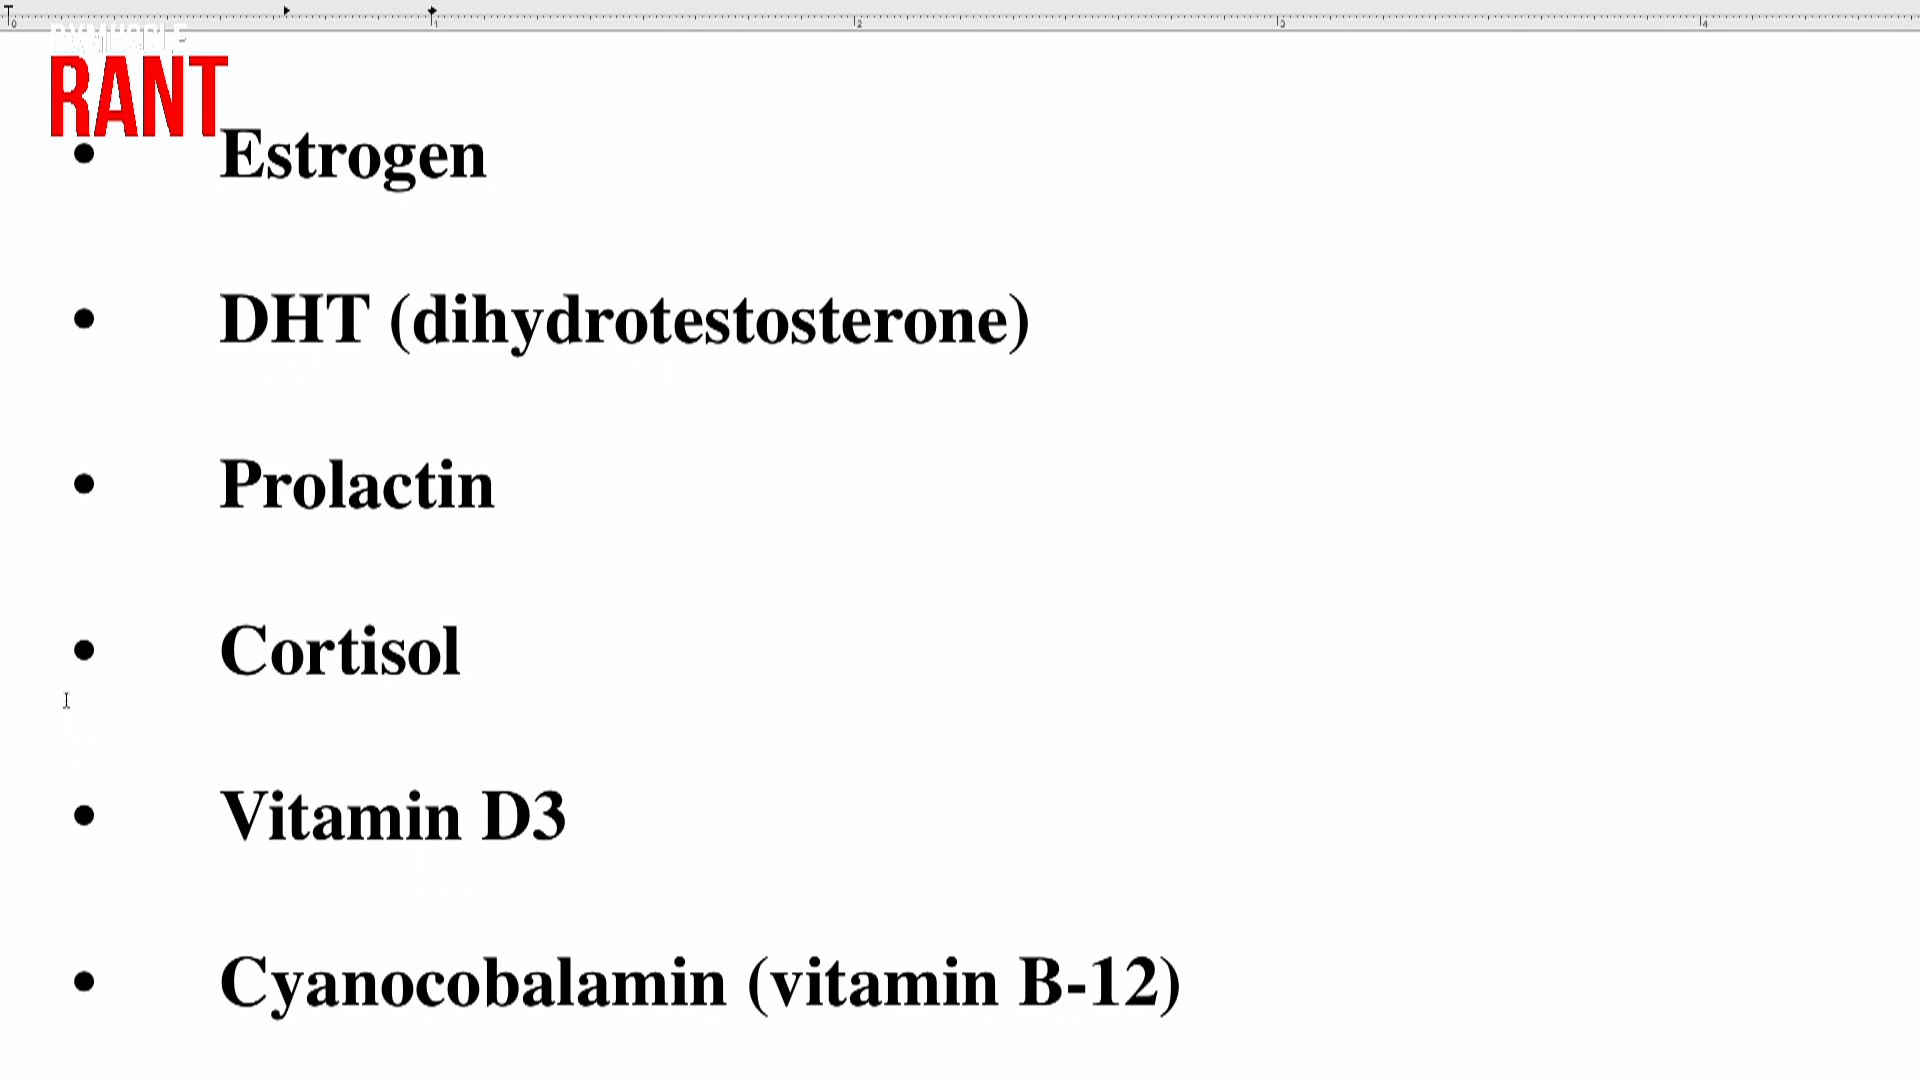 RANT
• Estrogen
• DHT (dihydrotestosterone)
• Prolactin
• Cortisol
• Vitamin D3
• Cyanocobalamin (vitamin B-12)